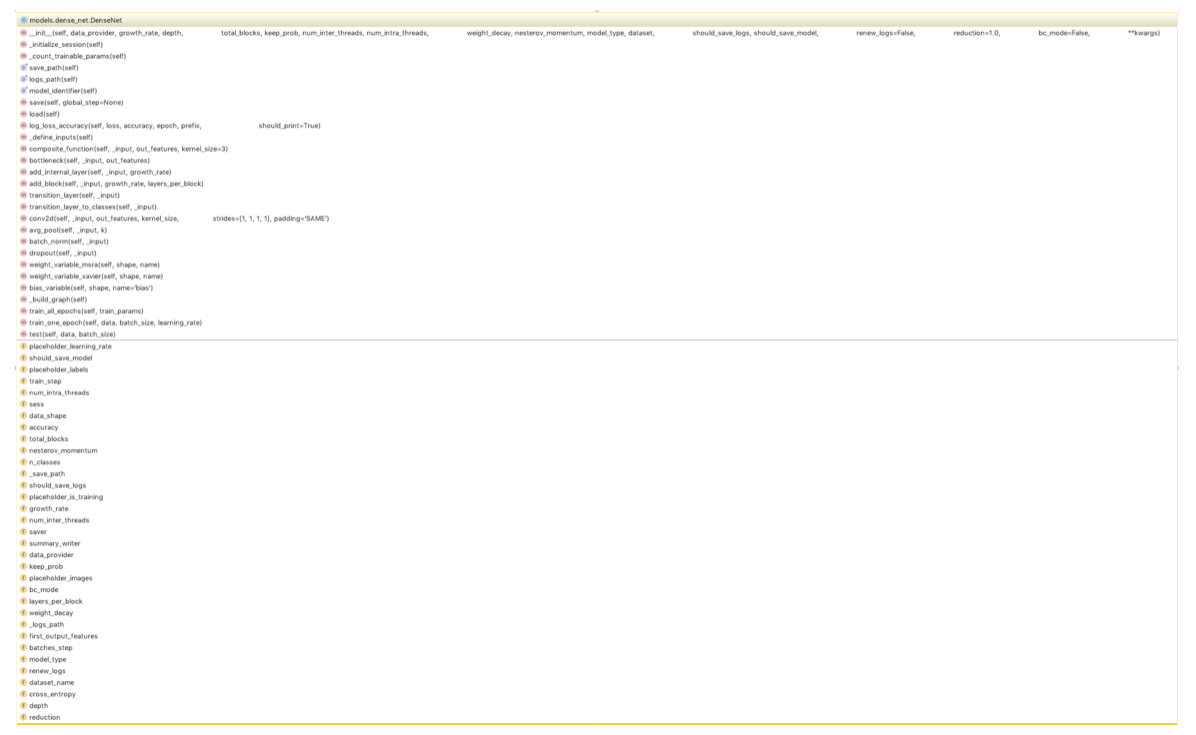 models.dense_net.DenseNet
__init__(self, data_provider, growth_rate, depth, total_blocks, keep_prob, num_inter_threads, num_intra_threads, weight_decay, nesterov_momentum, model_type, dataset, should_save_logs, should_save_model, renew_logs=False, reduction=1.0, bc_mode=False, **kwargs)
_initialize_session(self)
_count_trainable_params(self)
save_path(self)
logs_path(self)
model_identifier(self)
save(self, global_step=None)
load(self)
log_loss_accuracy(self, loss, accuracy, epoch, prefix, should_print=True)
_define_inputs(self)
composite_function(self, _input, out_features, kernel_size=3)
bottleneck(self, _input, out_features)
add_internal_layer(self, _input, growth_rate)
add_block(self, _input, growth_rate, layers_per_block)
transition_layer(self, _input)
transition_layer_to_classes(self, _input)
conv2d(self, _input, out_features, kernel_size, strides=[1, 1, 1, 1], padding='SAME')
avg_pool(self, _input, k)
batch_norm(self, _input)
dropout(self, _input)
weight_variable_msra(self, shape, name)
weight_variable_xavier(self, shape, name)
bias_variable(self, shape, name='bias')
_build_graph(self)
train_all_epochs(self, train_params)
train_one_epoch(self, data, batch_size, learning_rate)
test(self, data, batch_size)
placeholder_learning_rate
should_save_model
placeholder_labels
train_step
num_intra_threads
sess
data_shape
accuracy
total_blocks
nesterov_momentum
n_classes
_save_path
should_save_logs
placeholder_is_training
growth_rate
num_inter_threads
saver
summary_writer
data_provider
keep_prob
placeholder_images
bc_mode
layers_per_block
weight_decay
_logs_path
first_output_features
batches_step
model_type
renew_logs
dataset_name
cross_entropy
depth
reduction